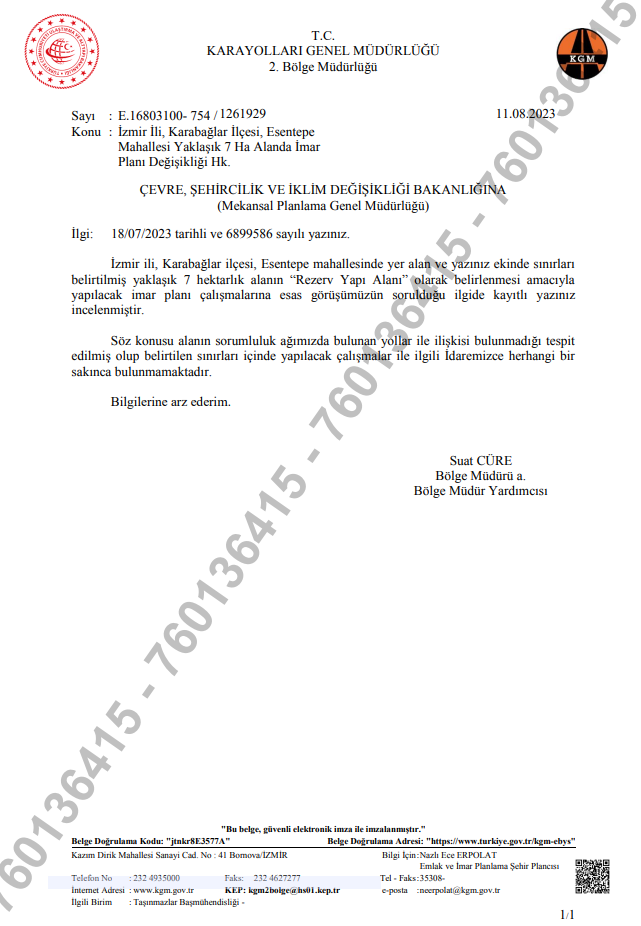 T.C.
KARAYOLLARI GENEL MÜDÜRLÜĞÜ
2. Bölge Müdürlüğü
KGM
Sayı : E.16803100- 754 / 1261929 11.08.2023
Konu : İzmir İli, Karabağlar İlçesi, Esentepe
Mahallesi Yaklaşık 7 Ha Alanda İmar
Planı Değişikliği Hk.
ÇEVRE, ŞEHİRCİLİK VE İKLİM DEĞİŞİKLİĞİ BAKANLIĞINA
(Mekansal Planlama Genel Müdürlüğü)
İlgi: 18/07/2023 tarihli ve 6899586 sayılı yazınız.
İzmir ili, Karabağlar ilçesi, Esentepe mahallesinde yer alan ve yazınız ekinde sınırları
belirtilmiş yaklaşık 7 hektarlık alanın “Rezerv Yapı Alanı” olarak belirlenmesi amacıyla
yapılacak imar planı çalışmalarına esas görüşümüzün sorulduğu ilgide kayıtlı yazınız
incelenmiştir.
Söz konusu alanın sorumluluk ağımızda bulunan yollar ile ilişkisi bulunmadığı tespit
edilmiş olup belirtilen sınırları içinde yapılacak çalışmalar ile ilgili İdaremizce herhangi bir
sakınca bulunmamaktadır.
Bilgilerine arz ederim.
Suat CÜRE
Bölge Müdürü a.
Bölge Müdür Yardımcısı
760136415 - 760136415 - 760136415 - 760136415 - 760136415
"Bu belge, güvenli elektronik imza ile imzalanmıştır."
Belge Doğrulama Kodu: "jtnkr8E3577A" Belge Doğrulama Adresi: "https://www.turkiye.gov.tr/kgm-ebys"
Kazım Dirik Mahallesi Sanayi Cad. No : 41 Bornova/İZMİR Bilgi İçin:Nazlı Ece ERPOLAT
Emlak ve İmar Planlama Şehir Plancısı
Telefon No : 232 4935000 Faks: 232 4627277 Tel - Faks:35308-
İnternet Adresi : www.kgm.gov.tr KEP: kgm2bolge@hs01.kep.tr e-posta :neerpolat@kgm.gov.tr
İlgili Birim : Taşınmazlar Başmühendisliği -
1/1